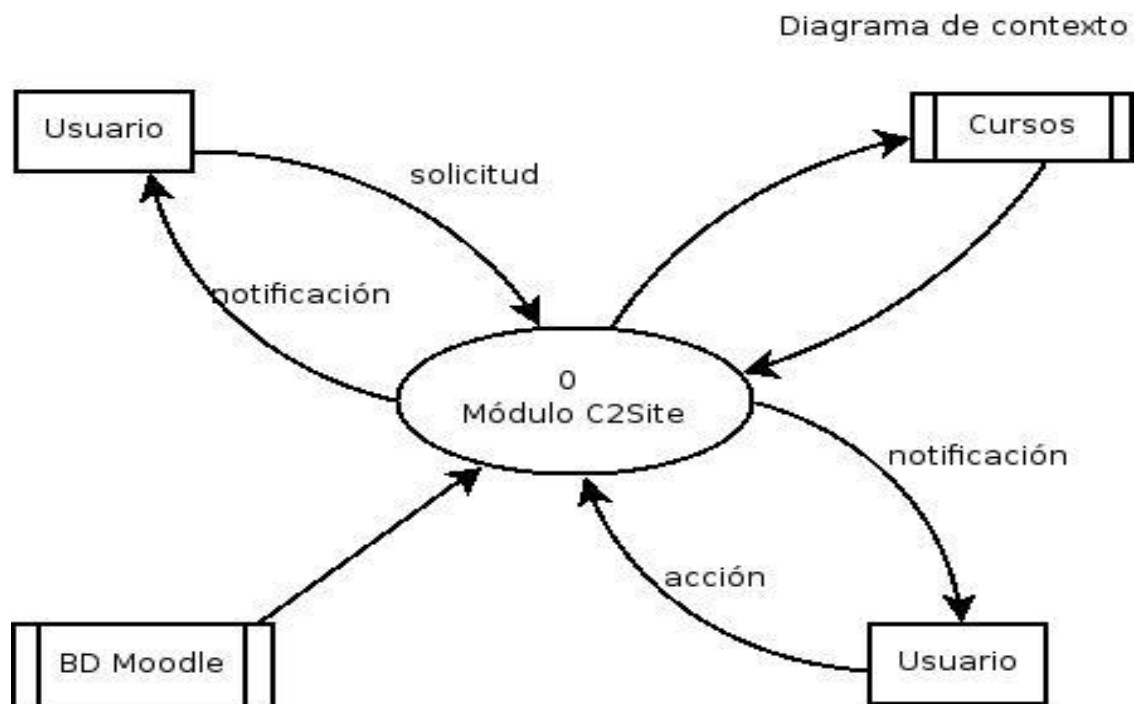 Diagrama de contexto
Usuario
Cursos
solicitud
notificación
0
Módulo C2Site
notificación
acción
BD Moodle
Usuario